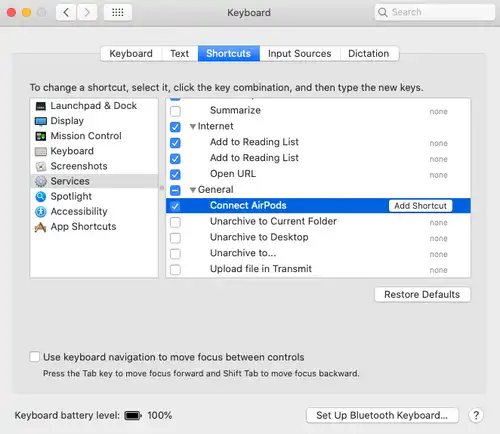 Keyboard
Search
Keyboard Text Shortcuts Input Sources Dictation
To change a shortcut, select it, click the key combination, and then type the new keys.
Launchpad & Dock
Display
Mission Control
Keyboard
Screenshots
Services
Spotlight
Accessibility
App Shortcuts
Summarize none
Internet
Add to Reading List none
Add to Reading List none
Open URL none
General
Connect AirPods Add Shortcut
Unarchive to Current Folder none
Unarchive to Desktop none
Unarchive to... none
Upload file in Transmit none
Restore Defaults
Use keyboard navigation to move focus between controls
Press the Tab key to move focus forward and Shift Tab to move focus backward.
Keyboard battery level: 100% Set Up Bluetooth Keyboard... ?